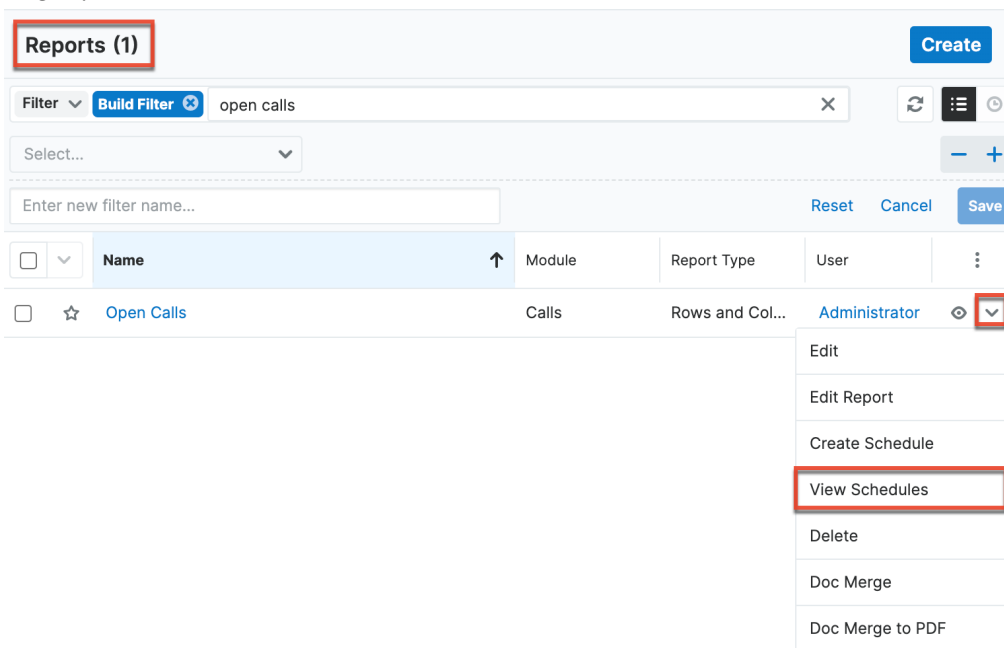 Reports (1)
Create
Filter
Build Filter
open calls
Select...
Enter new filter name...
Reset
Cancel
Save
Name
Module
Report Type
User
Open Calls
Calls
Rows and Col...
Administrator
Edit
Edit Report
Create Schedule
View Schedules
Delete
Doc Merge
Doc Merge to PDF